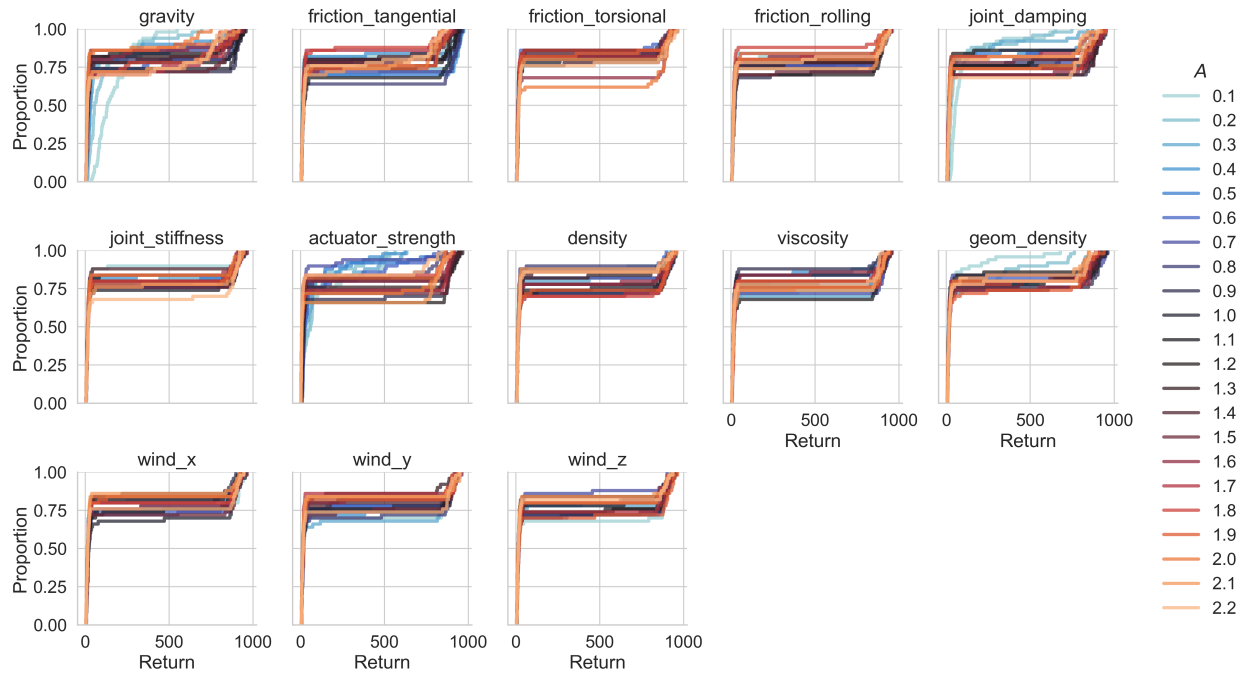 gravity
friction_tangential
friction_torsional
friction_rolling
joint_damping
Proportion
1.00
0.75
0.50
0.25
0.00
joint_stiffness
actuator_strength
density
viscosity
geom_density
Proportion
1.00
0.75
0.50
0.25
0.00
0 500 1000
Return
0 500 1000
Return
wind_x
wind_y
wind_z
Proportion
1.00
0.75
0.50
0.25
0.00
0 500 1000
Return
0 500 1000
Return
0 500 1000
Return
A
0.1
0.2
0.3
0.4
0.5
0.6
0.7
0.8
0.9
1.0
1.1
1.2
1.3
1.4
1.5
1.6
1.7
1.8
1.9
2.0
2.1
2.2